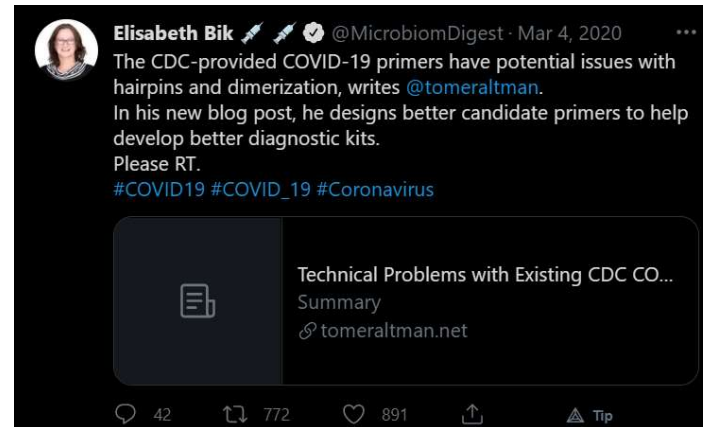 Elisabeth Bik @MicrobiomDigest · Mar 4, 2020
The CDC-provided COVID-19 primers have potential issues with
hairpins and dimerization, writes @tomeraltman.
In his new blog post, he designs better candidate primers to help
develop better diagnostic kits.
Please RT.
#COVID19 #COVID_19 #Coronavirus
Technical Problems with Existing CDC CO...
Summary
tomeraltman.net
42 772 891 Tip